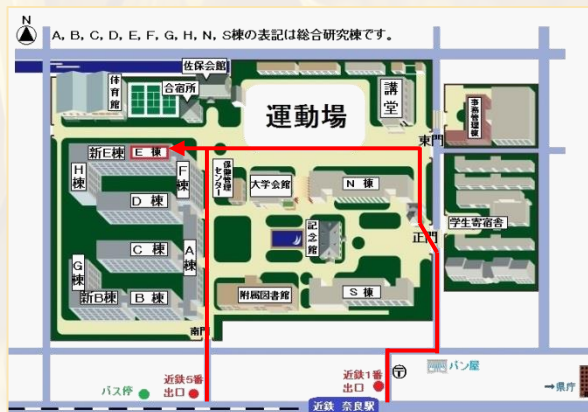 N
A, B, C, D, E, F, G, H, N, S棟の表記は総合研究棟です。
佐保会館
体育館
合宿所
運動場
講堂
事務管理棟
東門
新E棟
E 棟
H棟
F棟
保健管理センター
大学会館
N 棟
D 棟
学生寄宿舎
記念館
正門
C 棟
A棟
G棟
新B棟
B 棟
附属図書館
S 棟
南門
近鉄5番
出口
近鉄1番
出口
〒
パン屋
バス停
→県庁
近鉄 奈良駅